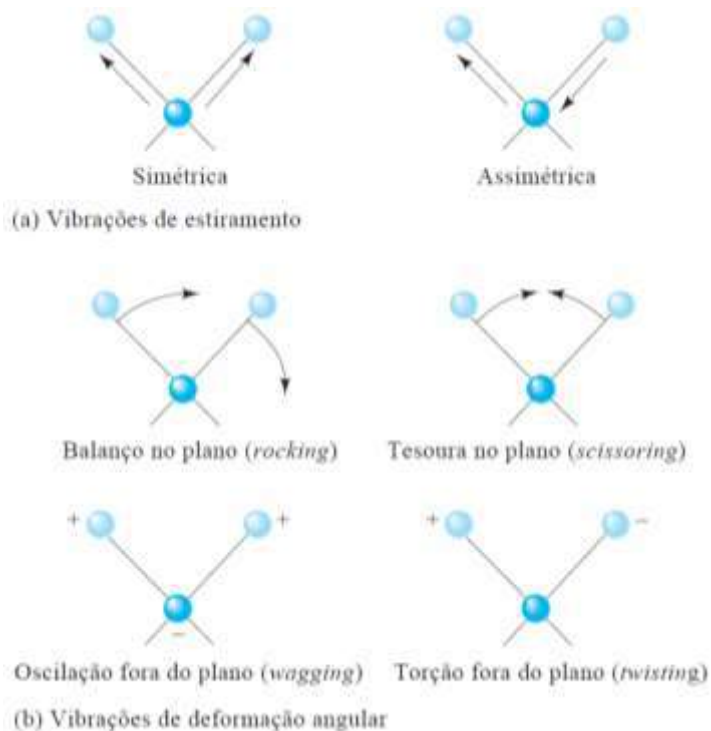 Simétrica
Assimétrica
(a) Vibrações de estiramento
Balanço no plano (rocking)
Tesoura no plano (scissoring)
+ +
–
+ –
Oscilação fora do plano (wagging)
Torção fora do plano (twisting)
(b) Vibrações de deformação angular